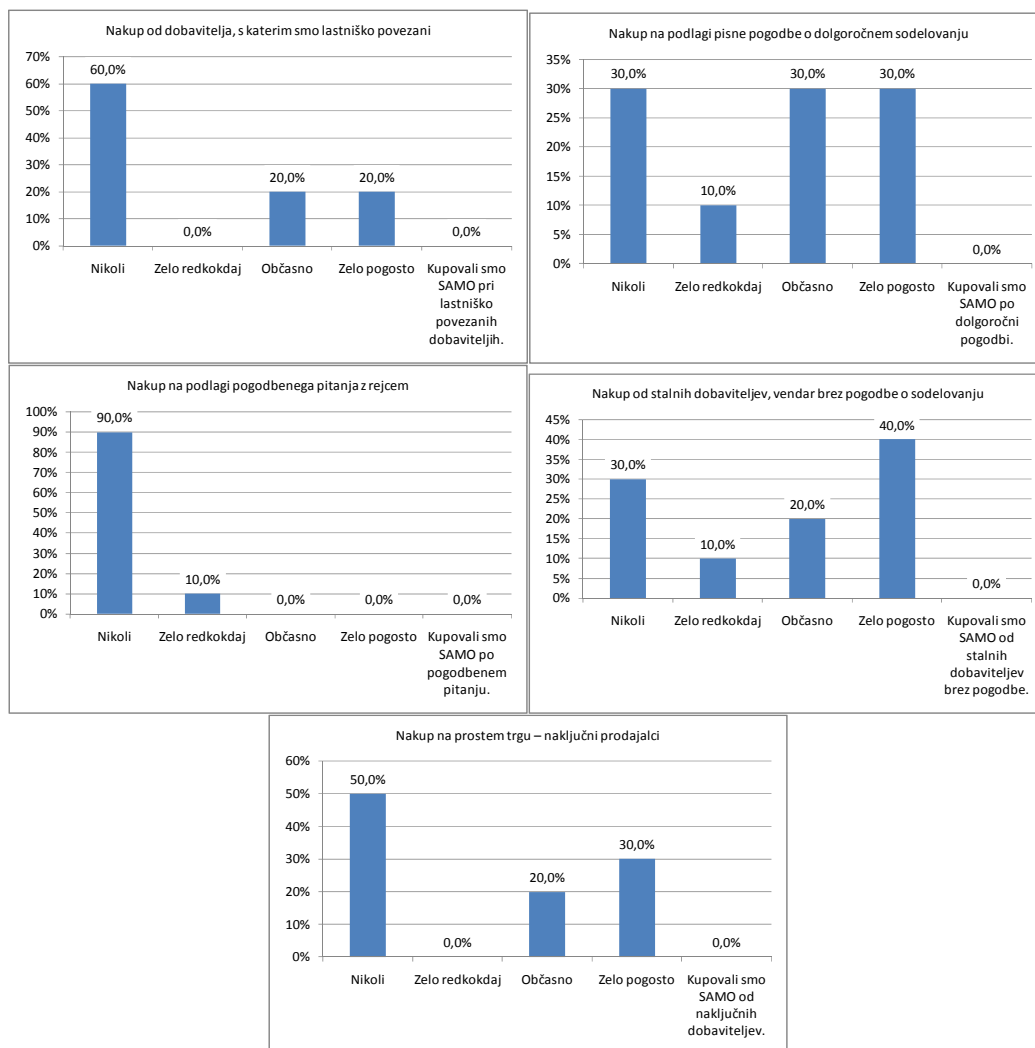 Nakup od dobavitelja, s katerim smo lastniško povezani
70%
60%
50%
40%
30%
20%
10%
0%
60,0%
0,0%
20,0%
20,0%
0,0%
Nikoli
Zelo redkokdaj
Občasno
Zelo pogosto
Kupovali smo
SAMO pri
lastniško
povezanih
dobaviteljih.
Nakup na podlagi pisne pogodbe o dolgoročnem sodelovanju
35%
30%
25%
20%
15%
10%
5%
0%
30,0%
10,0%
30,0%
30,0%
0,0%
Nikoli
Zelo redkokdaj
Občasno
Zelo pogosto
Kupovali smo
SAMO po
dolgoročni
pogodbi.
Nakup na podlagi pogodbenega pitanja z rejcem
100%
90%
80%
70%
60%
50%
40%
30%
20%
10%
0%
90,0%
10,0%
0,0%
0,0%
0,0%
Nikoli
Zelo redkokdaj
Občasno
Zelo pogosto
Kupovali smo
SAMO po
pogodbenem
pitanju.
Nakup od stalnih dobaviteljev, vendar brez pogodbe o sodelovanju
45%
40%
35%
30%
25%
20%
15%
10%
5%
0%
30,0%
10,0%
20,0%
40,0%
0,0%
Nikoli
Zelo redkokdaj
Občasno
Zelo pogosto
Kupovali smo
SAMO od
stalnih
dobaviteljev
brez pogodbe.
Nakup na prostem trgu – naključni prodajalci
60%
50%
40%
30%
20%
10%
0%
50,0%
0,0%
20,0%
30,0%
0,0%
Nikoli
Zelo redkokdaj
Občasno
Zelo pogosto
Kupovali smo
SAMO od
naključnih
dobaviteljev.